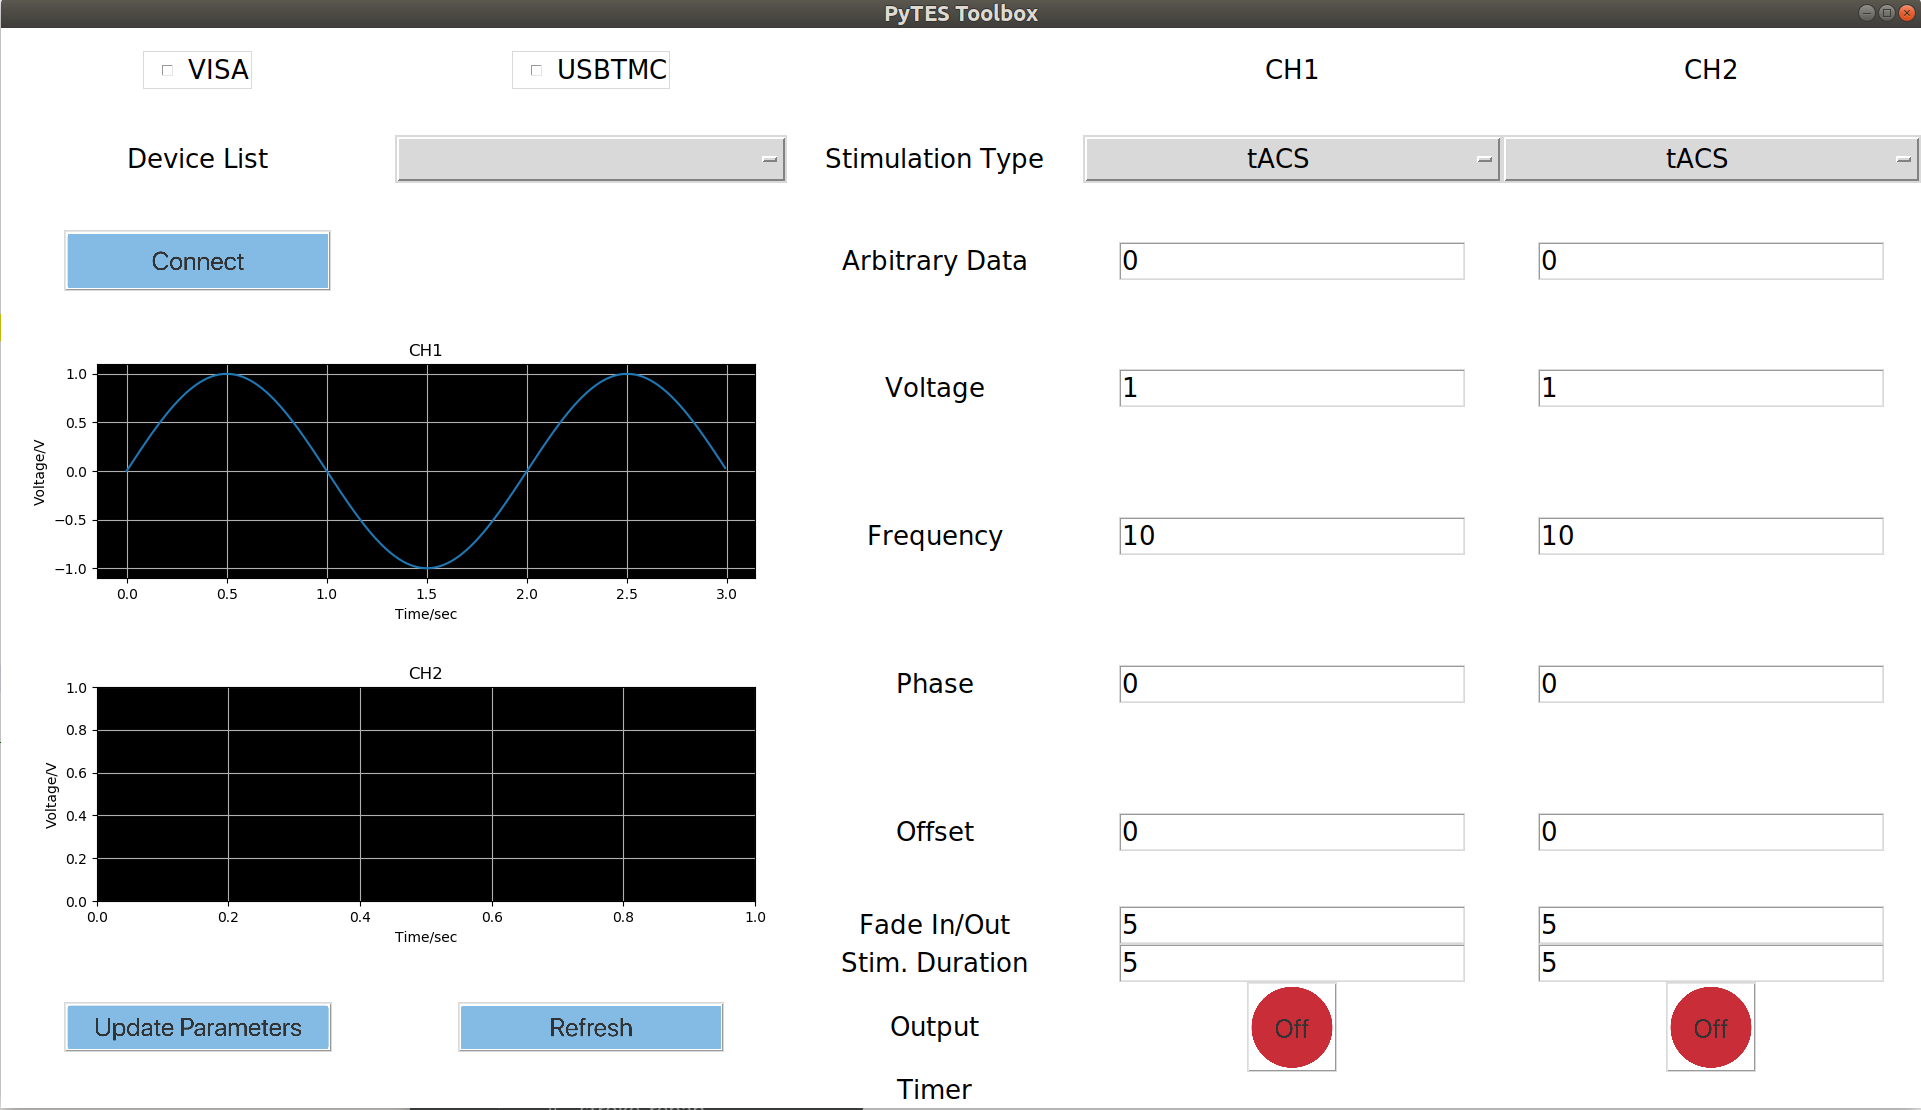 PyTES Toolbox
VISA
USBTMC
CH1
CH2
Device List
Stimulation Type
tACS
tACS
Connect
Arbitrary Data
0
0
CH1
1.0
0.5
0.0
−0.5
−1.0
Voltage/V
0.0 0.5 1.0 1.5 2.0 2.5 3.0
Time/sec
Voltage
1
1
Frequency
10
10
CH2
1.0
0.8
0.6
0.4
0.2
0.0
Voltage/V
0.0 0.2 0.4 0.6 0.8 1.0
Time/sec
Phase
0
0
Offset
0
0
Fade In/Out
5
5
Stim. Duration
5
5
Update Parameters
Refresh
Output
Off
Off
Timer